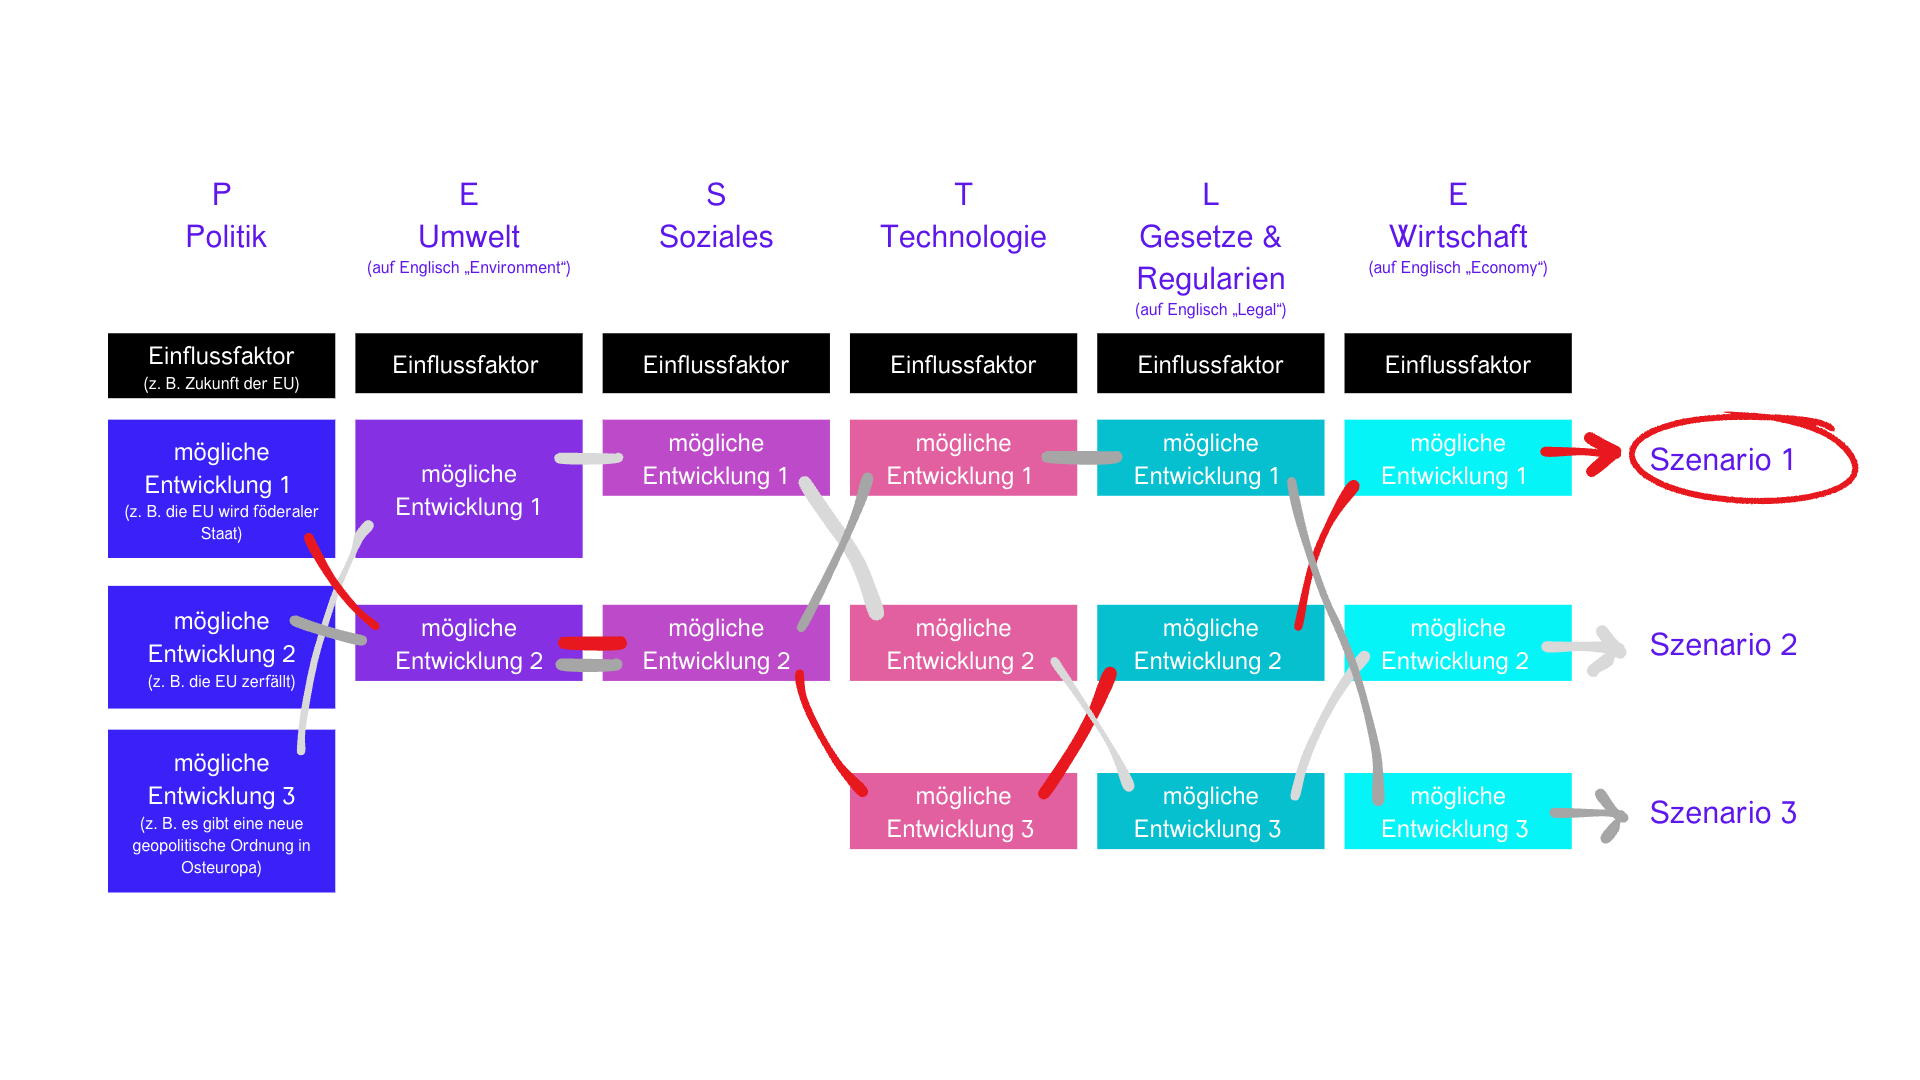 P
Politik
E
Umwelt
(auf Englisch „Environment“)
S
Soziales
T
Technologie
L
Gesetze &
Regularien
(auf Englisch „Legal“)
E
Wirtschaft
(auf Englisch „Economy“)
Einflussfaktor
(z. B. Zukunft der EU)
Einflussfaktor
Einflussfaktor
Einflussfaktor
Einflussfaktor
Einflussfaktor
mögliche
Entwicklung 1
(z. B. die EU wird föderaler
Staat)
mögliche
Entwicklung 1
mögliche
Entwicklung 1
mögliche
Entwicklung 1
mögliche
Entwicklung 1
mögliche
Entwicklung 1
Szenario 1
mögliche
Entwicklung 2
(z. B. die EU zerfällt)
mögliche
Entwicklung 2
mögliche
Entwicklung 2
mögliche
Entwicklung 2
mögliche
Entwicklung 2
mögliche
Entwicklung 2
Szenario 2
mögliche
Entwicklung 3
(z. B. es gibt eine neue
geopolitische Ordnung in
Osteuropa)
mögliche
Entwicklung 3
mögliche
Entwicklung 3
mögliche
Entwicklung 3
Szenario 3